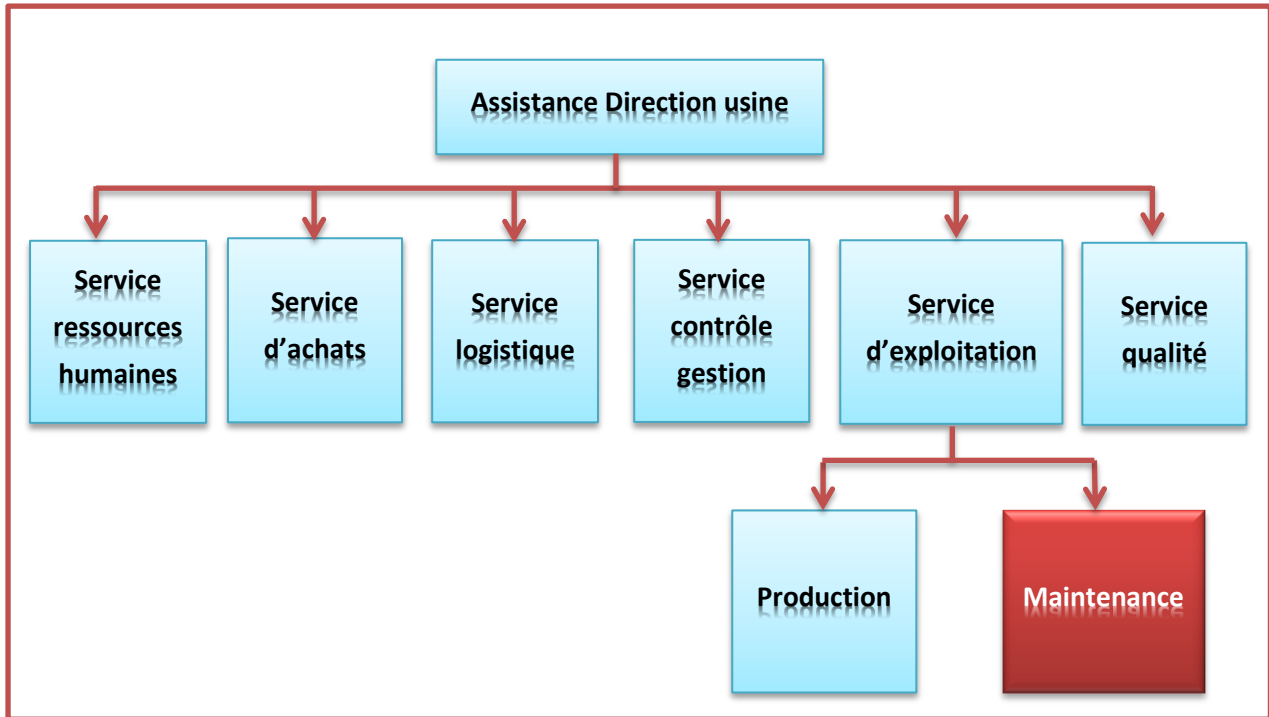 Assistance Direction usine
Service
ressources
humaines
Service
d’achats
Service
logistique
Service
contrôle
gestion
Service
d’exploitation
Service
qualité
Production
Maintenance